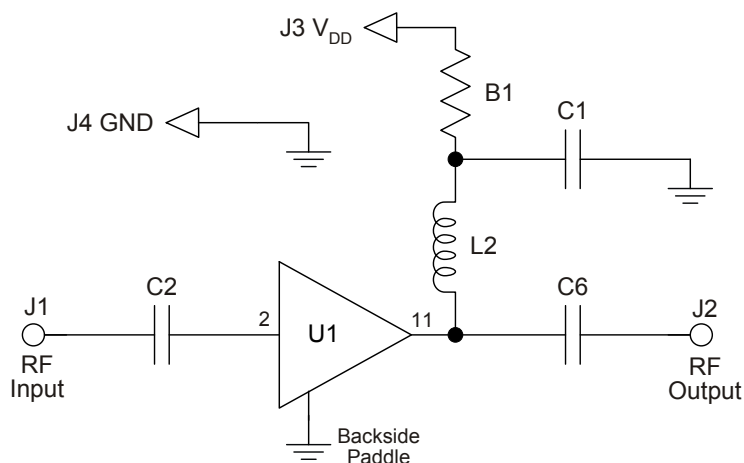 J3 VDD
B1
C1
J4 GND
L2
C2
C6
J1
2
U1
11
J2
RF
Input
RF
Output
Backside
Paddle